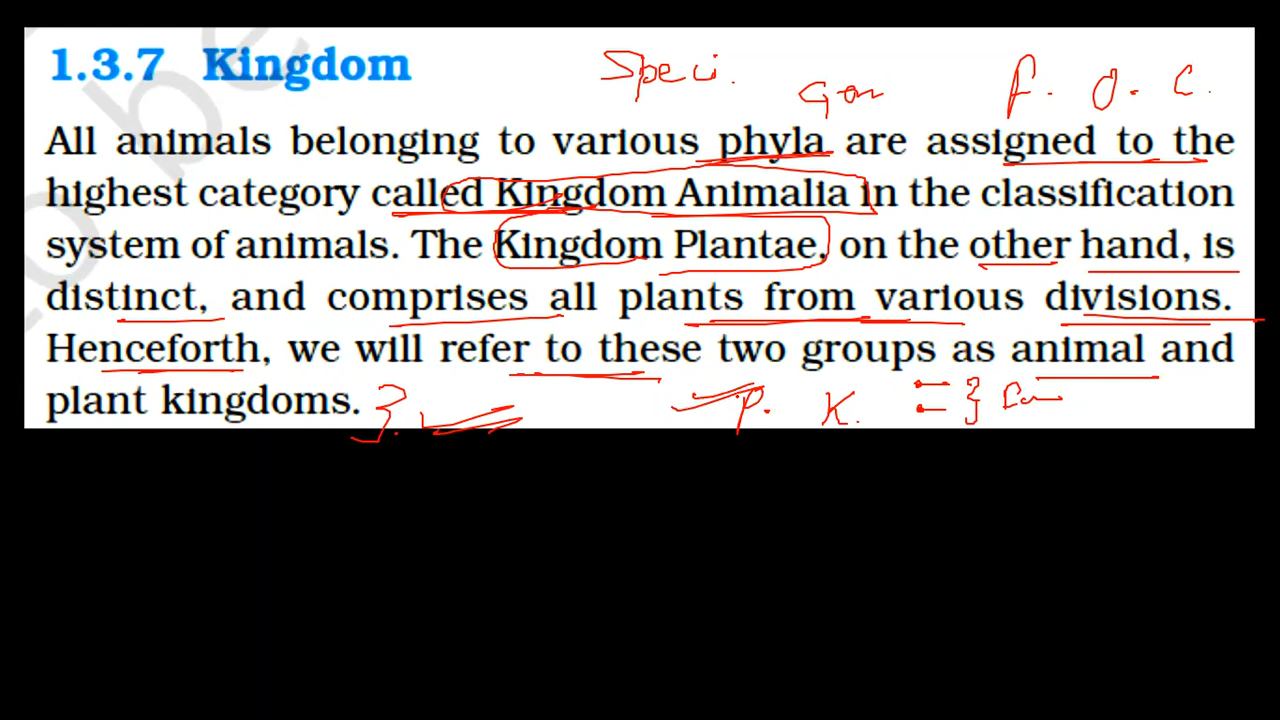 1.3.7 Kingdom
Speci. Gen F. O. C.
All animals belonging to various phyla are assigned to the
highest category called Kingdom Animalia in the classification
system of animals. The Kingdom Plantae, on the other hand, is
distinct, and comprises all plants from various divisions.
Henceforth, we will refer to these two groups as animal and
plant kingdoms.
P. K.